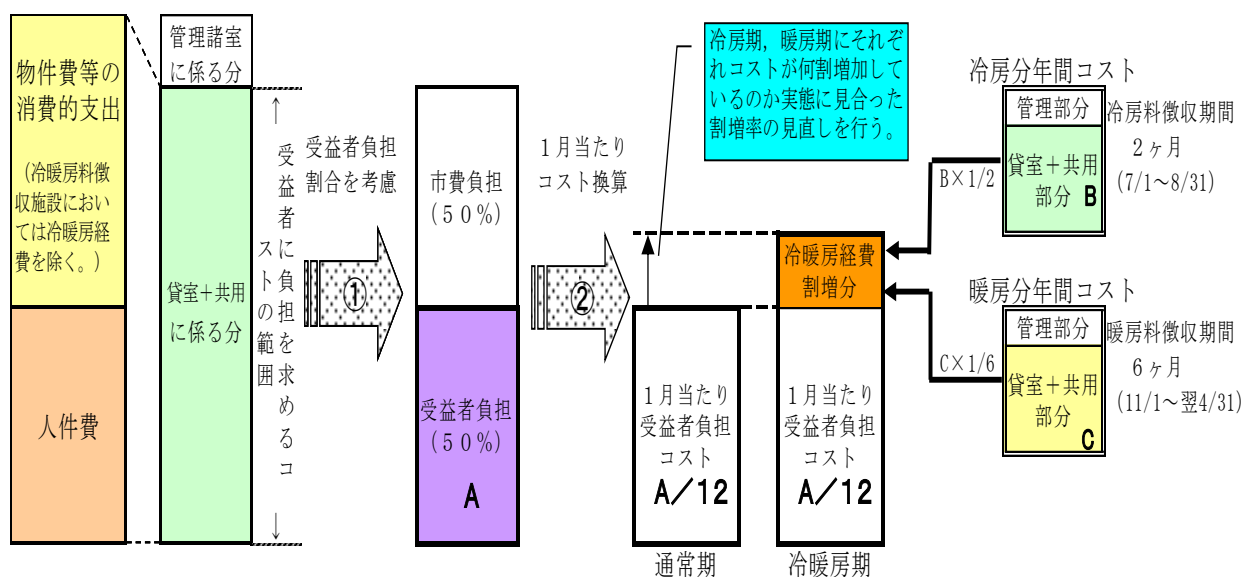 物件費等の
消費的支出
(冷暖房料徴
収施設におい
ては冷暖房経
費を除く。)
人件費
管理諸室
に係る分
貸室+共用
に係る分
↑
受益者に負担を求めるコ
ストの範囲
↓
受益者負担
割合を考慮
①
市費負担
(50%)
受益者負担
(50%)
A
1月当たり
コスト換算
②
冷房期,暖房期にそれぞ
れコストが何割増加して
いるのか実態に見合った
割増率の見直しを行う。
1月当たり
受益者負担
コスト
A/12
通常期
冷暖房経費
割増分
1月当たり
受益者負担
コスト
A/12
冷暖房期
B×1/2
C×1/6
冷房分年間コスト
管理部分
貸室+共用
部分 B
冷房料徴収期間
2ヶ月
(7/1~8/31)
暖房分年間コスト
管理部分
貸室+共用
部分
C
暖房料徴収期間
6ヶ月
(11/1~翌4/31)